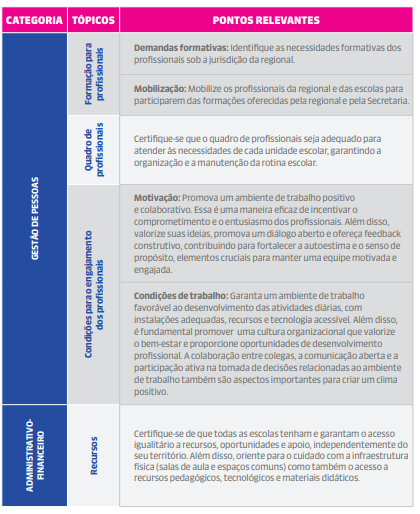 CATEGORIA TÓPICOS PONTOS RELEVANTES
GESTÃO DE PESSOAS
Formação para
profissionais
Demandas formativas: Identifique as necessidades formativas dos
profissionais sob a jurisdição da regional.
Mobilização: Mobilize os profissionais da regional e das escolas para
participarem das formações oferecidas pela regional e pela Secretaria.
Quadro de
profissionais
Certifique-se que o quadro de profissionais seja adequado para
atender às necessidades de cada unidade escolar, garantindo a
organização e a manutenção da rotina escolar.
Condições para o engajamento
dos profissionais
Motivação: Promova um ambiente de trabalho positivo
e colaborativo. Essa é uma maneira eficaz de incentivar o
comprometimento e o entusiasmo dos profissionais. Além disso,
valorize suas ideias, promova um diálogo aberto e ofereça feedback
construtivo, contribuindo para fortalecer a autoestima e o senso de
propósito, elementos cruciais para manter uma equipe motivada e
engajada.
Condições de trabalho: Garanta um ambiente de trabalho
favorável ao desenvolvimento das atividades diárias, com
instalações adequadas, recursos e tecnologia acessível. Além disso,
é fundamental promover uma cultura organizacional que valorize
o bem-estar e proporcione oportunidades de desenvolvimento
profissional. A colaboração entre colegas, a comunicação aberta e a
participação ativa na tomada de decisões relacionadas ao ambiente
de trabalho também são aspectos importantes para criar um clima
positivo.
ADMINISTRATIVO-
FINANCEIRO
Recursos
Certifique-se de que todas as escolas tenham e garantam o acesso
igualitário a recursos, oportunidades e apoio, independentemente do
seu território. Além disso, oriente para o cuidado com a infraestrutura
física (salas de aula e espaços comuns) como também o acesso a
recursos pedagógicos, tecnológicos e materiais didáticos.